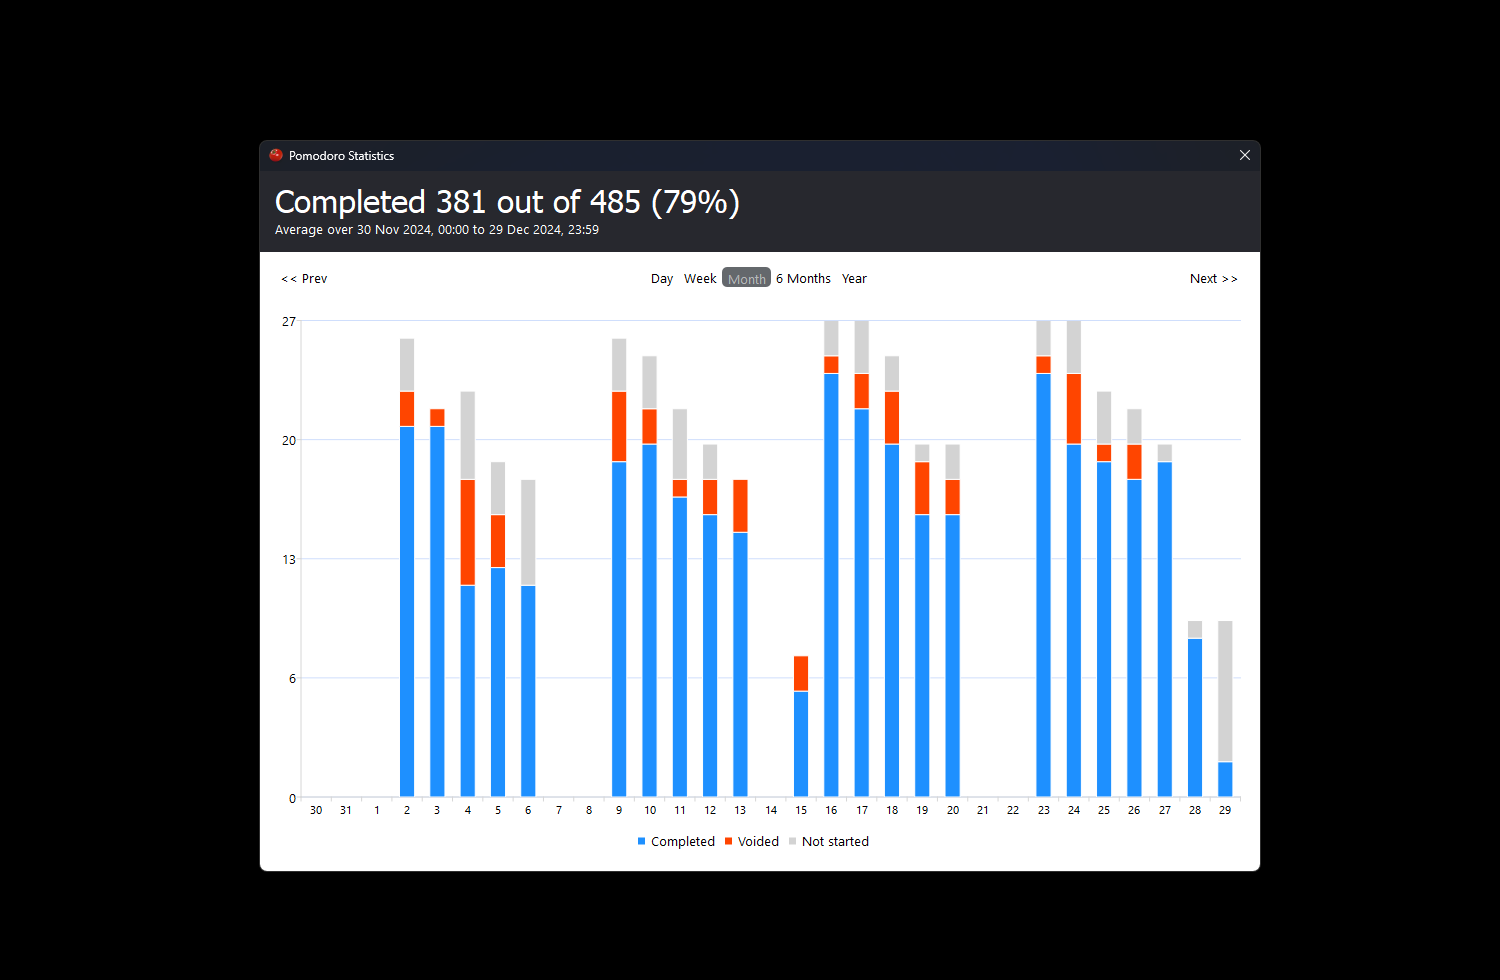 Pomodoro Statistics
Completed 381 out of 485 (79%)
Average over 30 Nov 2024, 00:00 to 29 Dec 2024, 23:59
<< Prev Day Week Month 6 Months Year Next >>
27
20
13
6
0
30 31 1 2 3 4 5 6 7 8 9 10 11 12 13 14 15 16 17 18 19 20 21 22 23 24 25 26 27 28 29
Completed Voided Not started